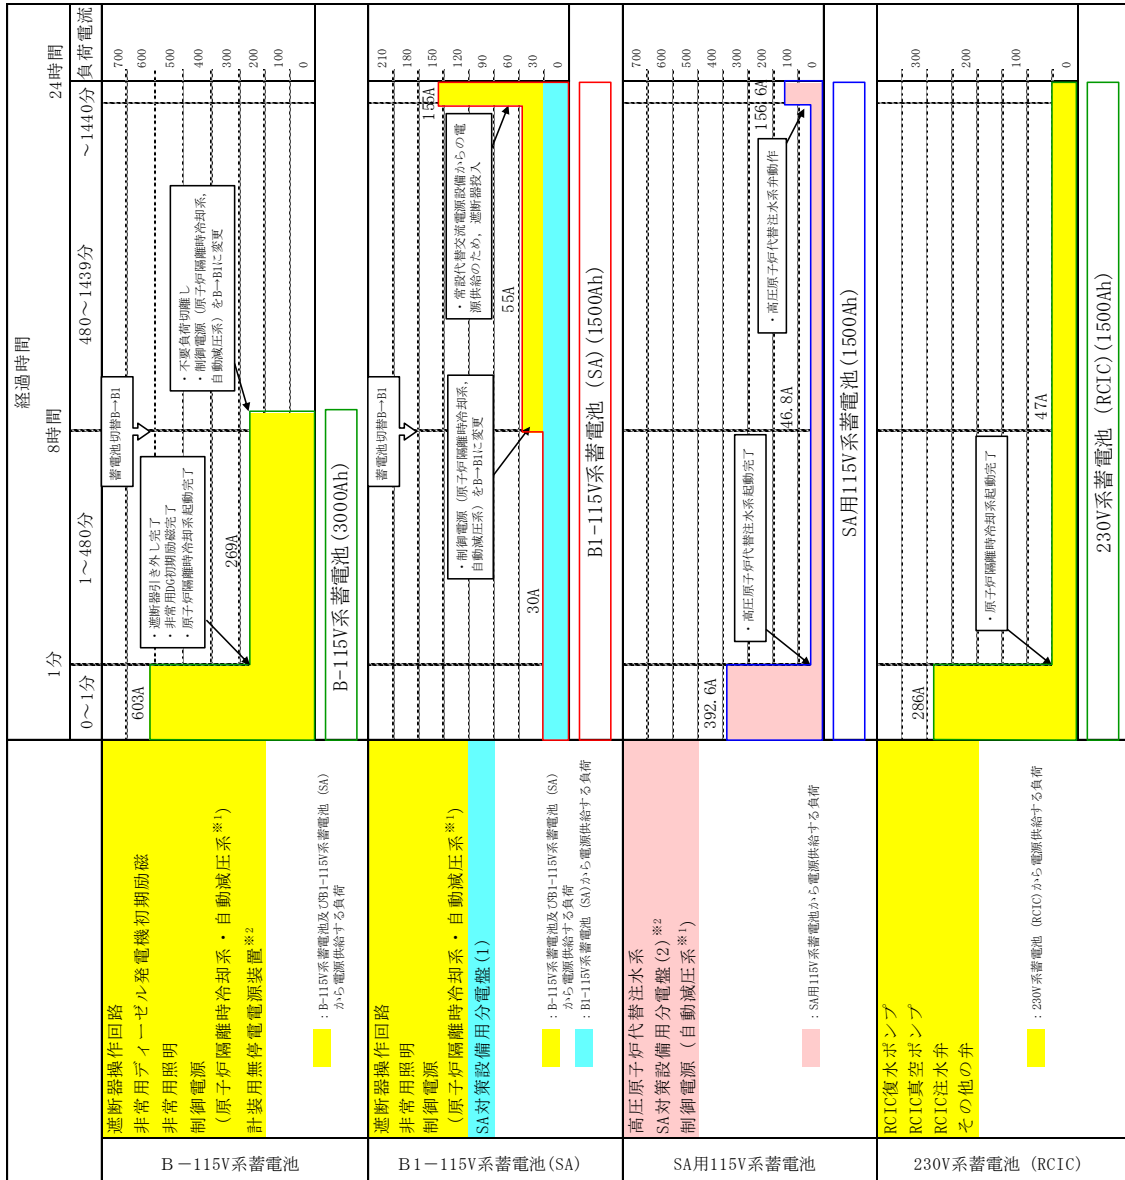 経過時間
1分
8時間
24時間
0～1分
1～480分
480～1439分
～1440分
負荷電流
B－115V系蓄電池
遮断器操作回路
非常用ディーゼル発電機初期励磁
非常用照明
制御電源
(原子炉隔離時冷却系・自動減圧系※1)
計装用無停電電源装置※2
：B-115V系蓄電池及びB1-115V系蓄電池 (SA)
から電源供給する負荷
603A
・遮断器引き外し完了
・非常用DG初期励磁完了
・原子炉隔離時冷却系起動完了
269A
蓄電池切替B→B1
・不要負荷切離し
・制御電源（原子炉隔離時冷却系，
自動減圧系）をB→B1に変更
700
600
500
400
300
200
100
0
B-115V系蓄電池(3000Ah)
B1－115V系蓄電池(SA)
遮断器操作回路
非常用照明
制御電源
(原子炉隔離時冷却系・自動減圧系※1)
SA対策設備用分電盤(1)
：B-115V系蓄電池及びB1-115V系蓄電池 (SA)
から電源供給する負荷
：B1-115V系蓄電池 (SA)から電源供給する負荷
30A
蓄電池切替B→B1
・制御電源（原子炉隔離時冷却系，
自動減圧系）をB→B1に変更
55A
・常設代替交流電源設備からの電
源供給のため，遮断器投入
155A
210
180
150
120
90
60
30
0
B1-115V系蓄電池 (SA)(1500Ah)
SA用115V系蓄電池
高圧原子炉代替注水系
SA対策設備用分電盤(2)※2
制御電源 (自動減圧系※1)
：SA用115V系蓄電池から電源供給する負荷
392.6A
・高圧原子炉代替注水系起動完了
46.8A
・高圧原子炉代替注水系弁動作
156.6A
700
600
500
400
300
200
100
0
SA用115V系蓄電池(1500Ah)
230V系蓄電池 (RCIC)
RCIC復水ポンプ
RCIC真空ポンプ
RCIC注水弁
その他の弁
：230V系蓄電池 (RCIC)から電源供給する負荷
286A
・原子炉隔離時冷却系起動完了
47A
300
200
100
0
230V系蓄電池 (RCIC)(1500Ah)